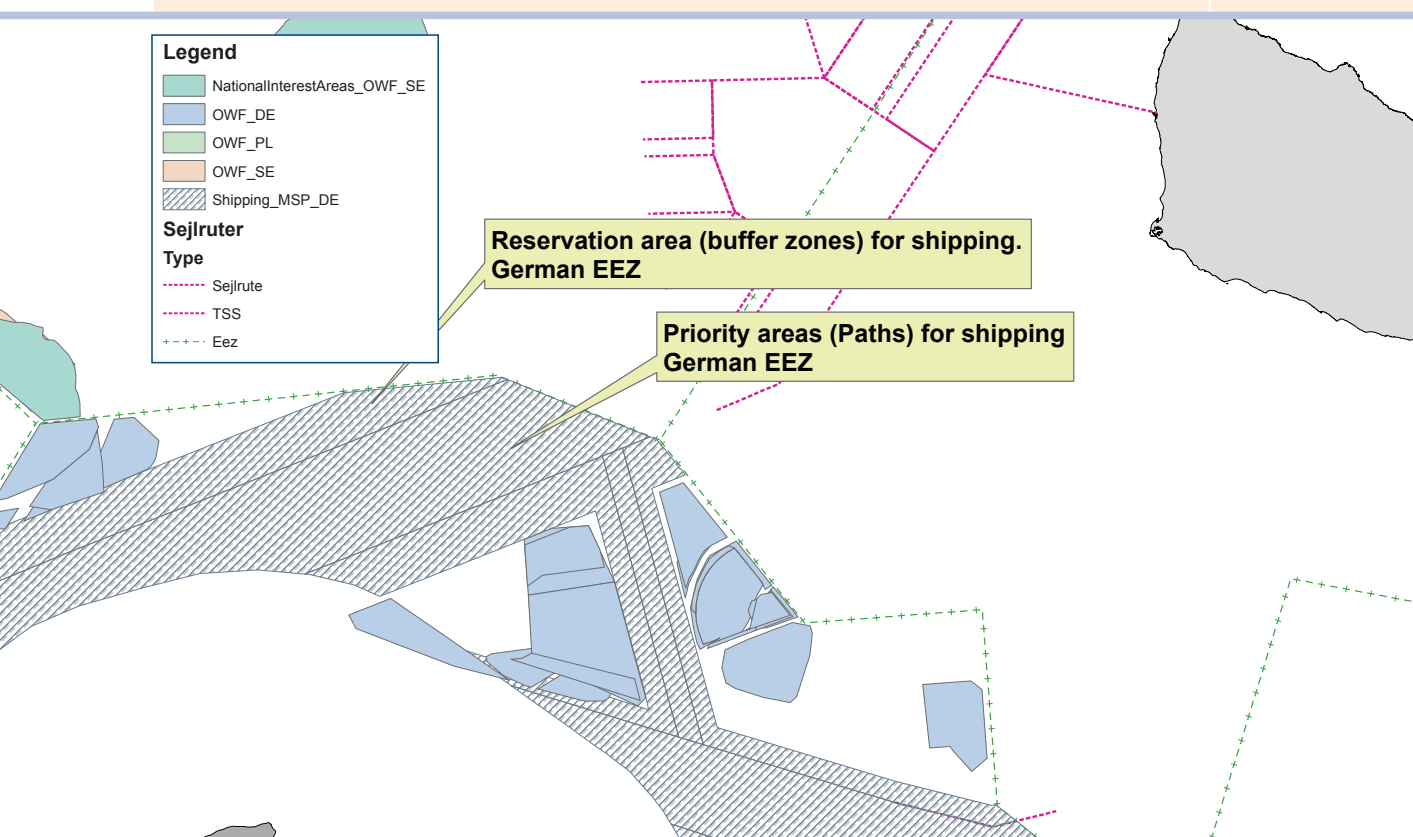 Legend
NationalInterestAreas_OWF_SE
OWF_DE
OWF_PL
OWF_SE
Shipping_MSP_DE
Sejlruter
Type
Sejlrute
TSS
Eez
Reservation area (buffer zones) for shipping.
German EEZ
Priority areas (Paths) for shipping
German EEZ